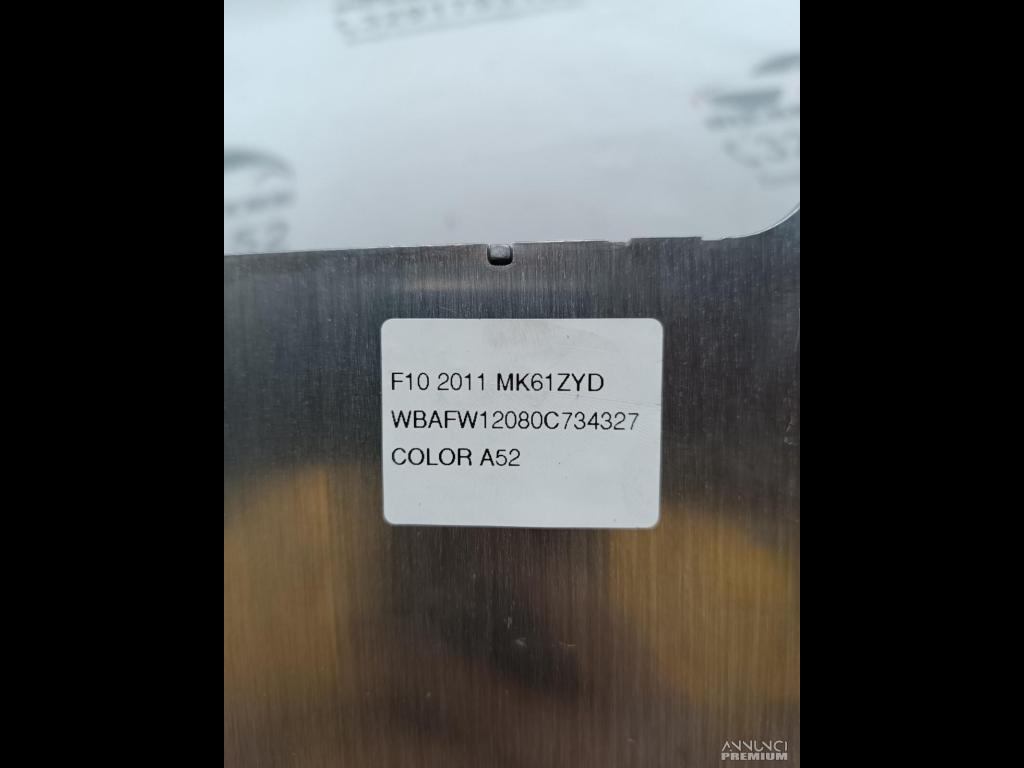 F10 2011 MK61ZYD
WBAFW12080C734327
COLOR A52
ANNUNCI
PREMIUM